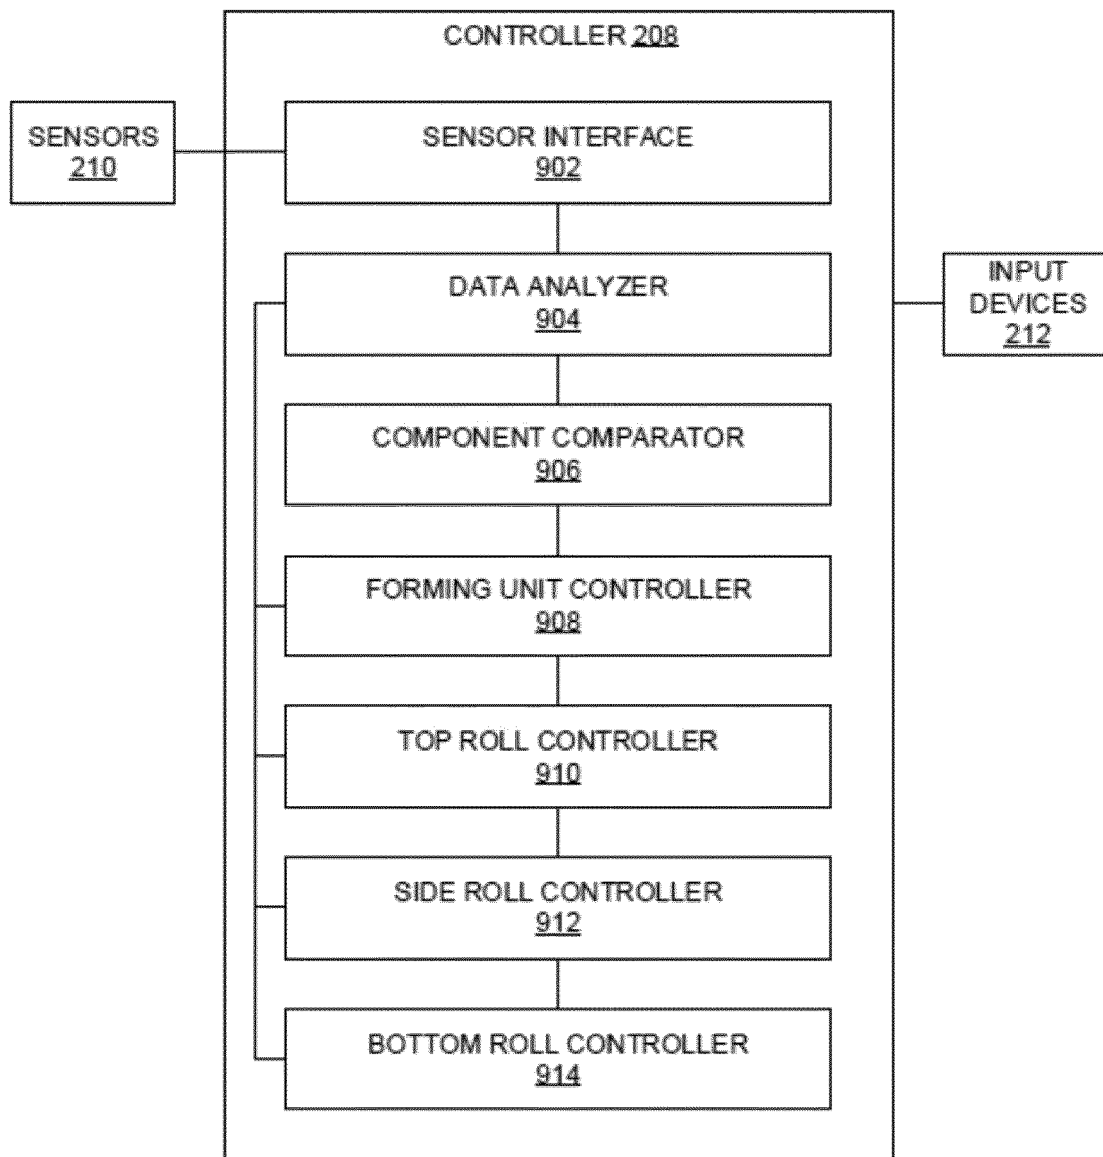 CONTROLLER 208
SENSORS
210
SENSOR INTERFACE
902
DATA ANALYZER
904
INPUT
DEVICES
212
COMPONENT COMPARATOR
906
FORMING UNIT CONTROLLER
908
TOP ROLL CONTROLLER
910
SIDE ROLL CONTROLLER
912
BOTTOM ROLL CONTROLLER
914